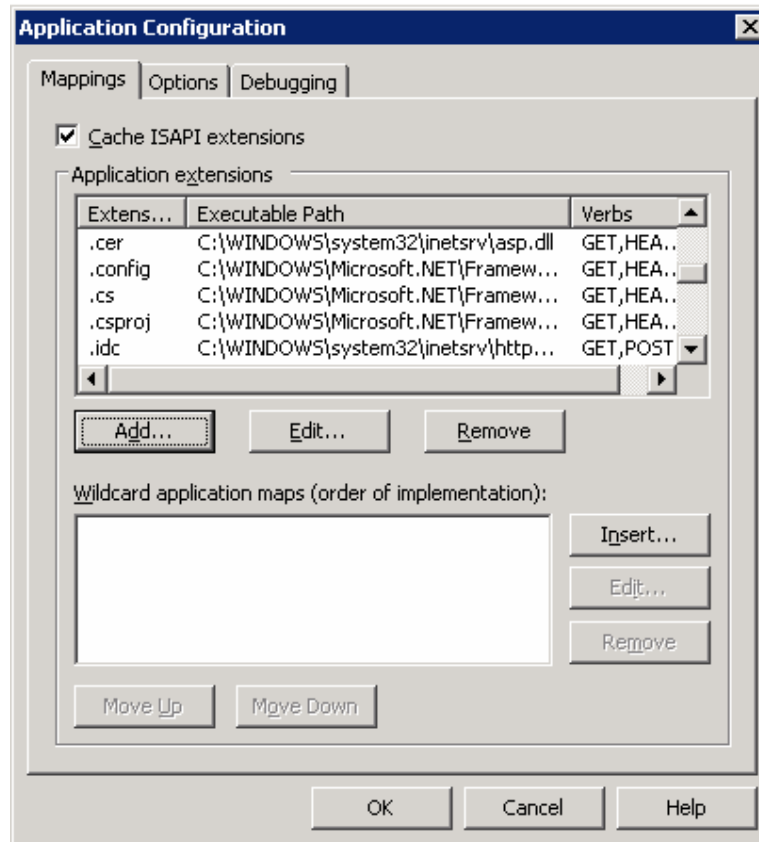 Application Configuration
Mappings Options Debugging
Cache ISAPI extensions
Application extensions
Extens... Executable Path Verbs
.cer C:\WINDOWS\system32\inetsrv\asp.dll GET,HEA..
.config C:\WINDOWS\Microsoft.NET\Framew... GET,HEA..
.cs C:\WINDOWS\Microsoft.NET\Framew... GET,HEA..
.csproj C:\WINDOWS\Microsoft.NET\Framew... GET,HEA..
.idc C:\WINDOWS\system32\inetsrv\http... GET,POST
Add... Edit... Remove
Wildcard application maps (order of implementation):
Insert...
Edit...
Remove
Move Up Move Down
OK Cancel Help